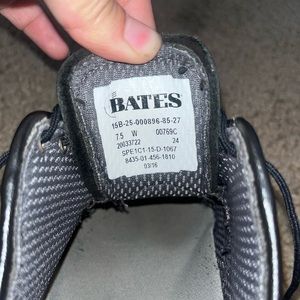 BATES
15B-25-000896-85-27
7.5 W 00769C
20033722 24
SPE1C1-15-D-1067
8435-01-456-1810
03/16